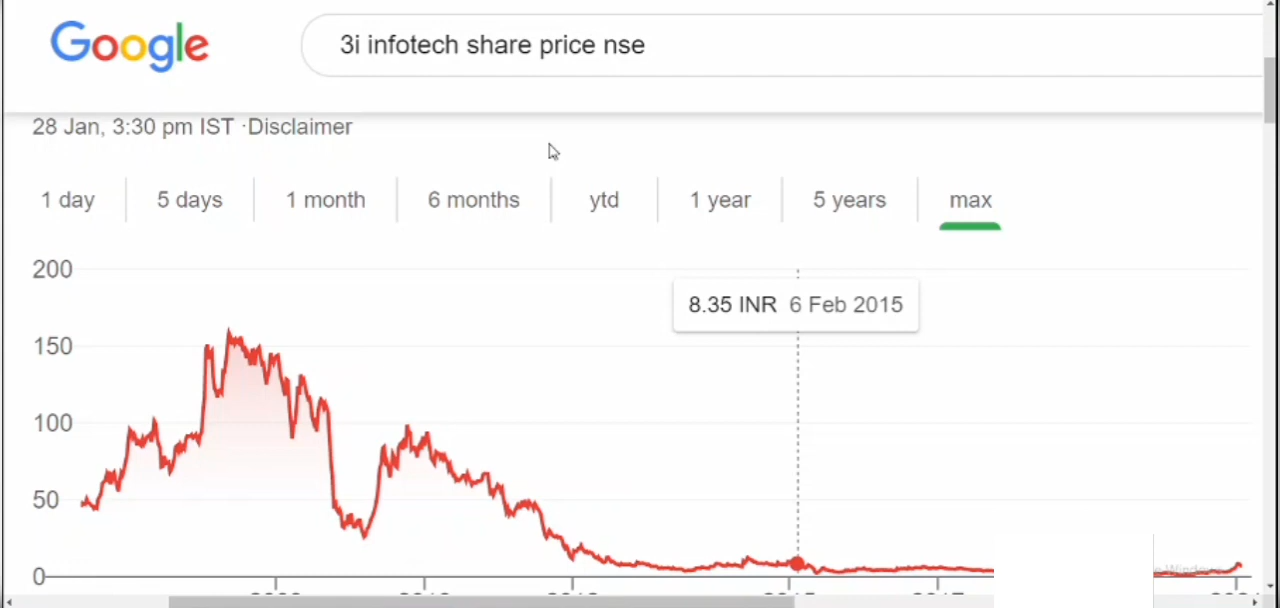 Google
3i infotech share price nse
28 Jan, 3:30 pm IST ·Disclaimer
1 day 5 days 1 month 6 months ytd 1 year 5 years max
200
8.35 INR 6 Feb 2015
150
100
50
0